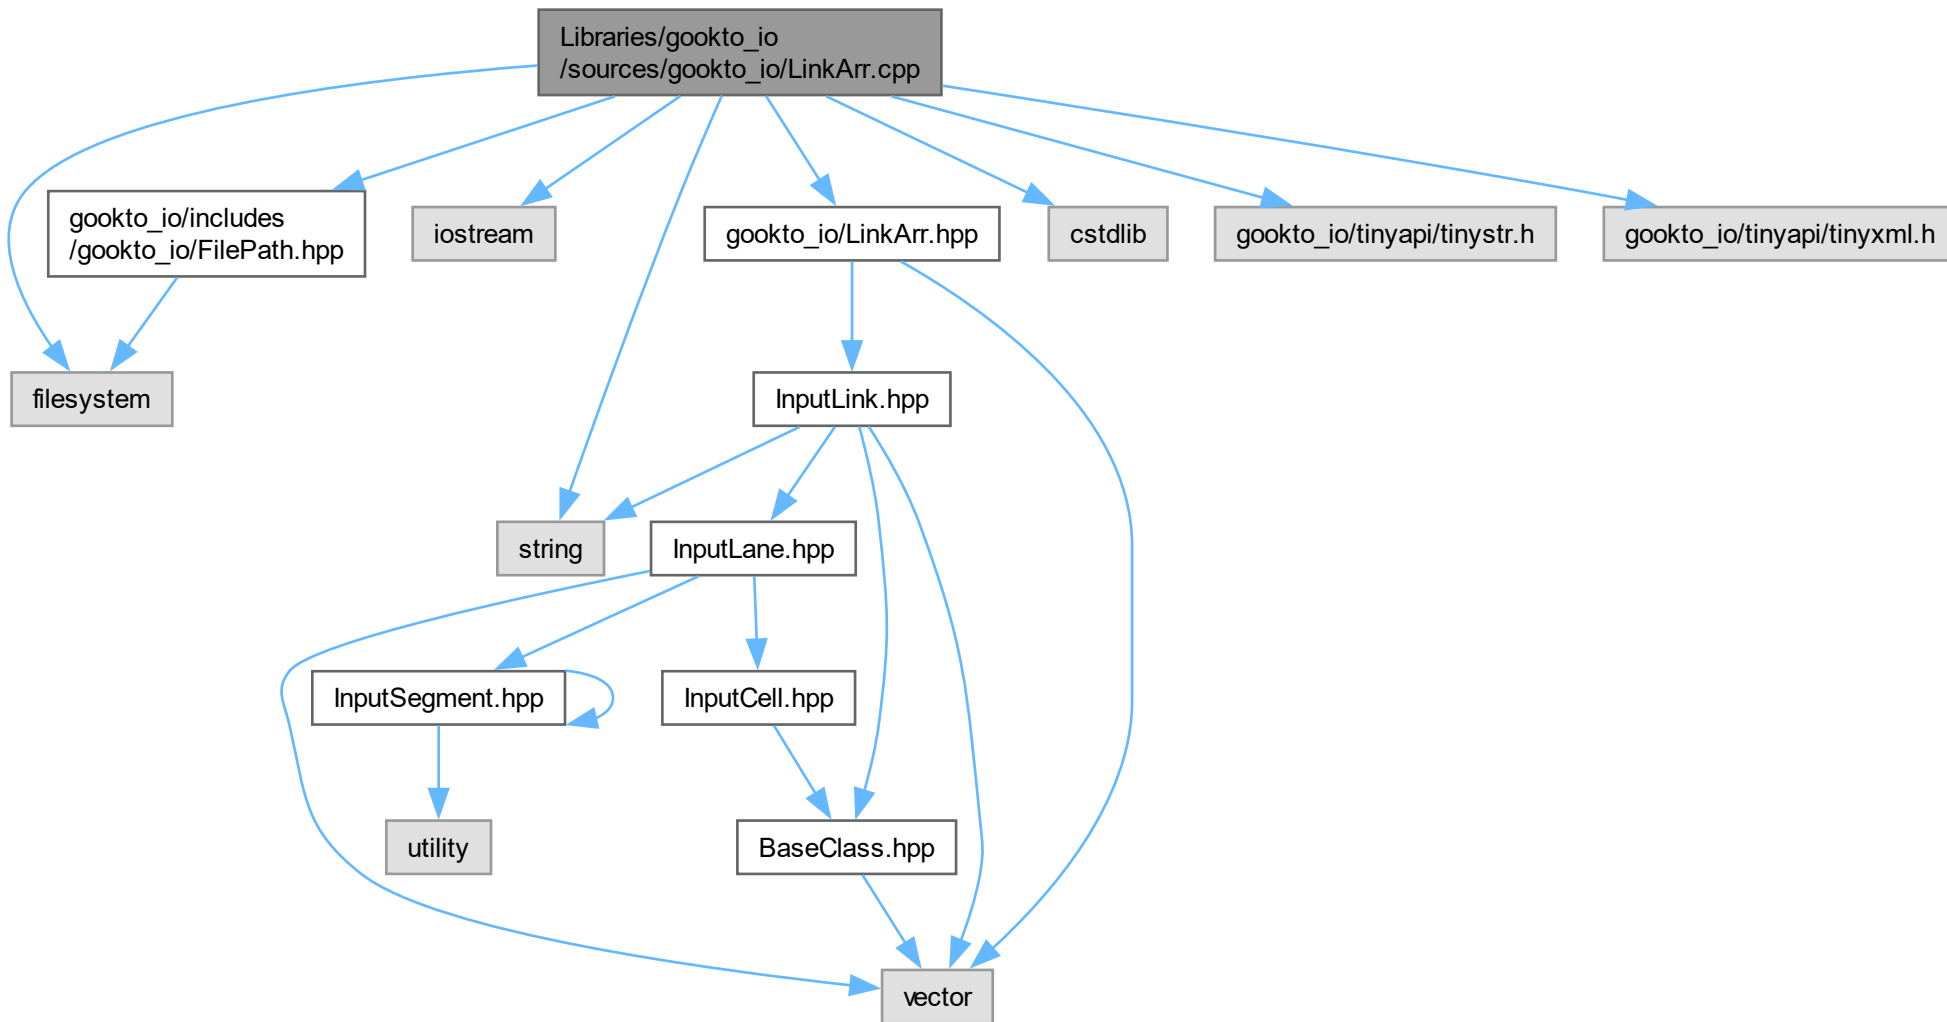 Libraries/gookto_io
/sources/gookto_io/LinkArr.cpp
gookto_io/includes
/gookto_io/FilePath.hpp
iostream
gookto_io/LinkArr.hpp
cstdlib
gookto_io/tinyapi/tinystr.h
gookto_io/tinyapi/tinyxml.h
filesystem
InputLink.hpp
string
InputLane.hpp
InputSegment.hpp
InputCell.hpp
utility
BaseClass.hpp
vector